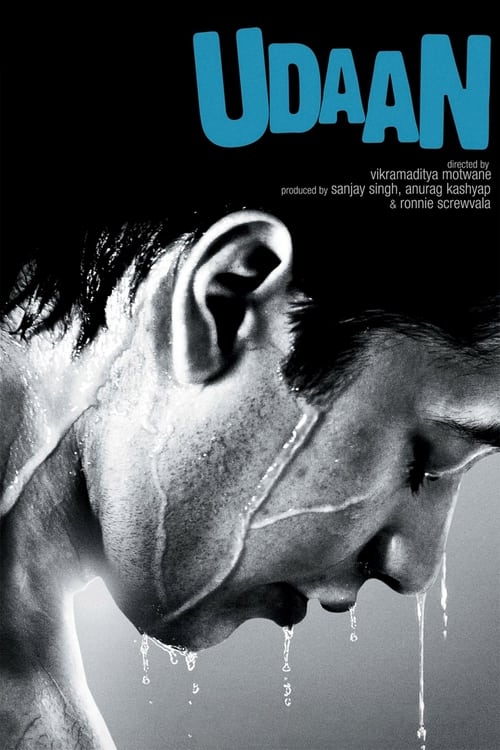 UDAAN
directed by
vikramaditya motwane
produced by sanjay singh, anurag kashyap
& ronnie screwvala